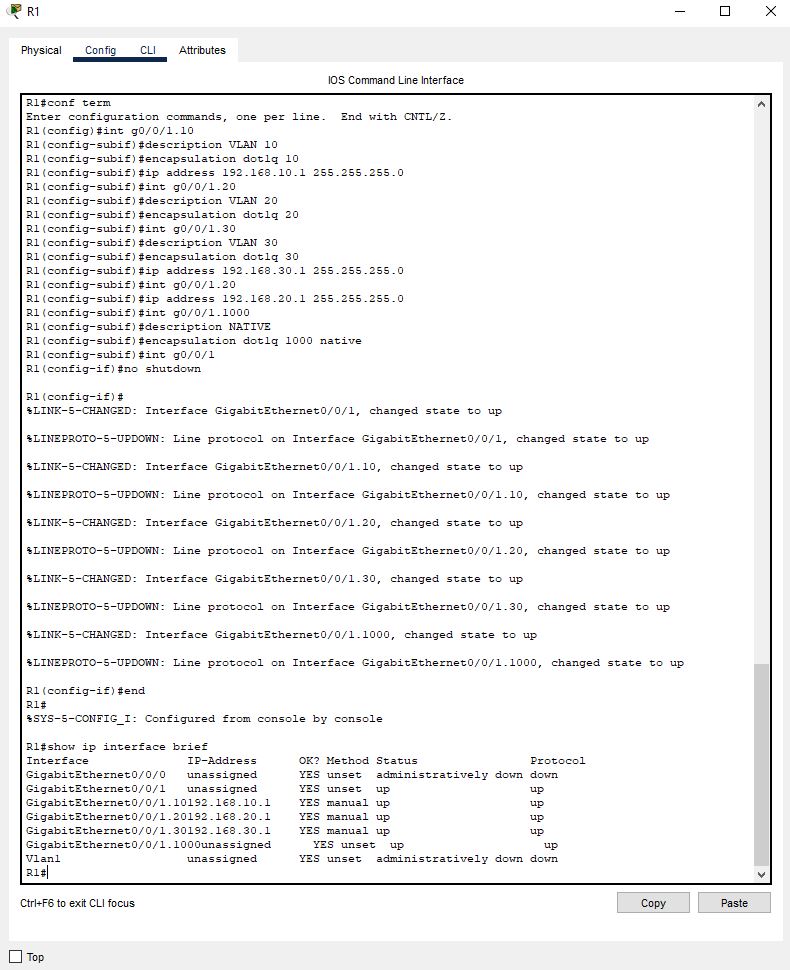 R1
Physical Config CLI Attributes
IOS Command Line Interface
R1#conf term
Enter configuration commands, one per line.  End with CNTL/Z.
R1(config)#int g0/0/1.10
R1(config-subif)#description VLAN 10
R1(config-subif)#encapsulation dot1q 10
R1(config-subif)#ip address 192.168.10.1 255.255.255.0
R1(config-subif)#int g0/0/1.20
R1(config-subif)#description VLAN 20
R1(config-subif)#encapsulation dot1q 20
R1(config-subif)#int g0/0/1.30
R1(config-subif)#description VLAN 30
R1(config-subif)#encapsulation dot1q 30
R1(config-subif)#ip address 192.168.30.1 255.255.255.0
R1(config-subif)#int g0/0/1.20
R1(config-subif)#ip address 192.168.20.1 255.255.255.0
R1(config-subif)#int g0/0/1.1000
R1(config-subif)#description NATIVE
R1(config-subif)#encapsulation dot1q 1000 native
R1(config-subif)#int g0/0/1
R1(config-if)#no shutdown
R1(config-if)#
%LINK-5-CHANGED: Interface GigabitEthernet0/0/1, changed state to up
%LINEPROTO-5-UPDOWN: Line protocol on Interface GigabitEthernet0/0/1, changed state to up
%LINK-5-CHANGED: Interface GigabitEthernet0/0/1.10, changed state to up
%LINEPROTO-5-UPDOWN: Line protocol on Interface GigabitEthernet0/0/1.10, changed state to up
%LINK-5-CHANGED: Interface GigabitEthernet0/0/1.20, changed state to up
%LINEPROTO-5-UPDOWN: Line protocol on Interface GigabitEthernet0/0/1.20, changed state to up
%LINK-5-CHANGED: Interface GigabitEthernet0/0/1.30, changed state to up
%LINEPROTO-5-UPDOWN: Line protocol on Interface GigabitEthernet0/0/1.30, changed state to up
%LINK-5-CHANGED: Interface GigabitEthernet0/0/1.1000, changed state to up
%LINEPROTO-5-UPDOWN: Line protocol on Interface GigabitEthernet0/0/1.1000, changed state to up
R1(config-if)#end
R1#
%SYS-5-CONFIG_I: Configured from console by console
R1#show ip interface brief
Interface              IP-Address      OK? Method Status                Protocol
GigabitEthernet0/0/0   unassigned      YES unset  administratively down down
GigabitEthernet0/0/1   unassigned      YES unset  up                    up
GigabitEthernet0/0/1.10192.168.10.1    YES manual up                    up
GigabitEthernet0/0/1.20192.168.20.1    YES manual up                    up
GigabitEthernet0/0/1.30192.168.30.1    YES manual up                    up
GigabitEthernet0/0/1.1000unassigned      YES unset  up                    up
Vlan1                  unassigned      YES unset  administratively down down
R1#
Ctrl+F6 to exit CLI focus
Copy Paste
Top